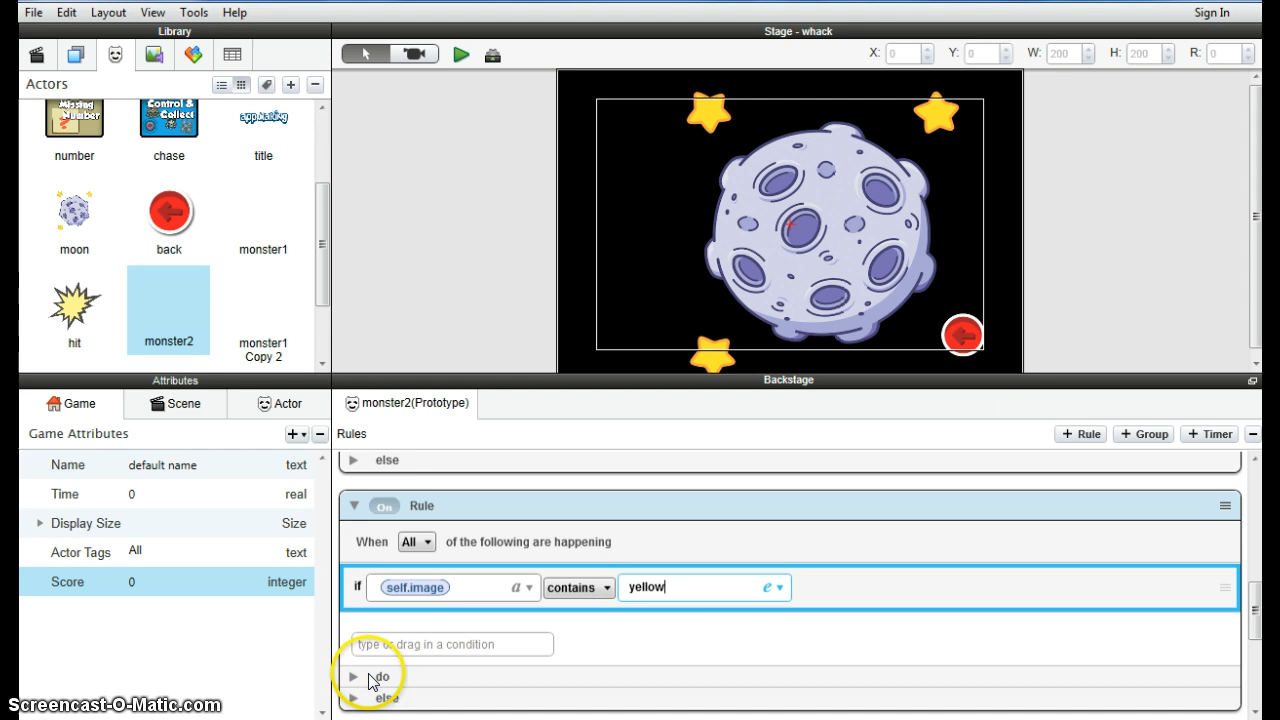 File Edit Layout View Tools Help Sign In
Library Stage - whack
X: 0 Y: 0 W: 200 H: 200 R: 0
Actors
Missing Number
Control & Collect
number chase title
moon back monster1
hit monster2 monster1 Copy 2
Attributes Backstage
Game Scene Actor monster2(Prototype)
Game Attributes Rules + Rule + Group + Timer
Name default name text
else
Time 0 real
On Rule
Display Size Size
When All of the following are happening
Actor Tags All text
Score 0 integer
if self.image a contains yellow e
type or drag in a condition
do
else
Screencast-O-Matic.com